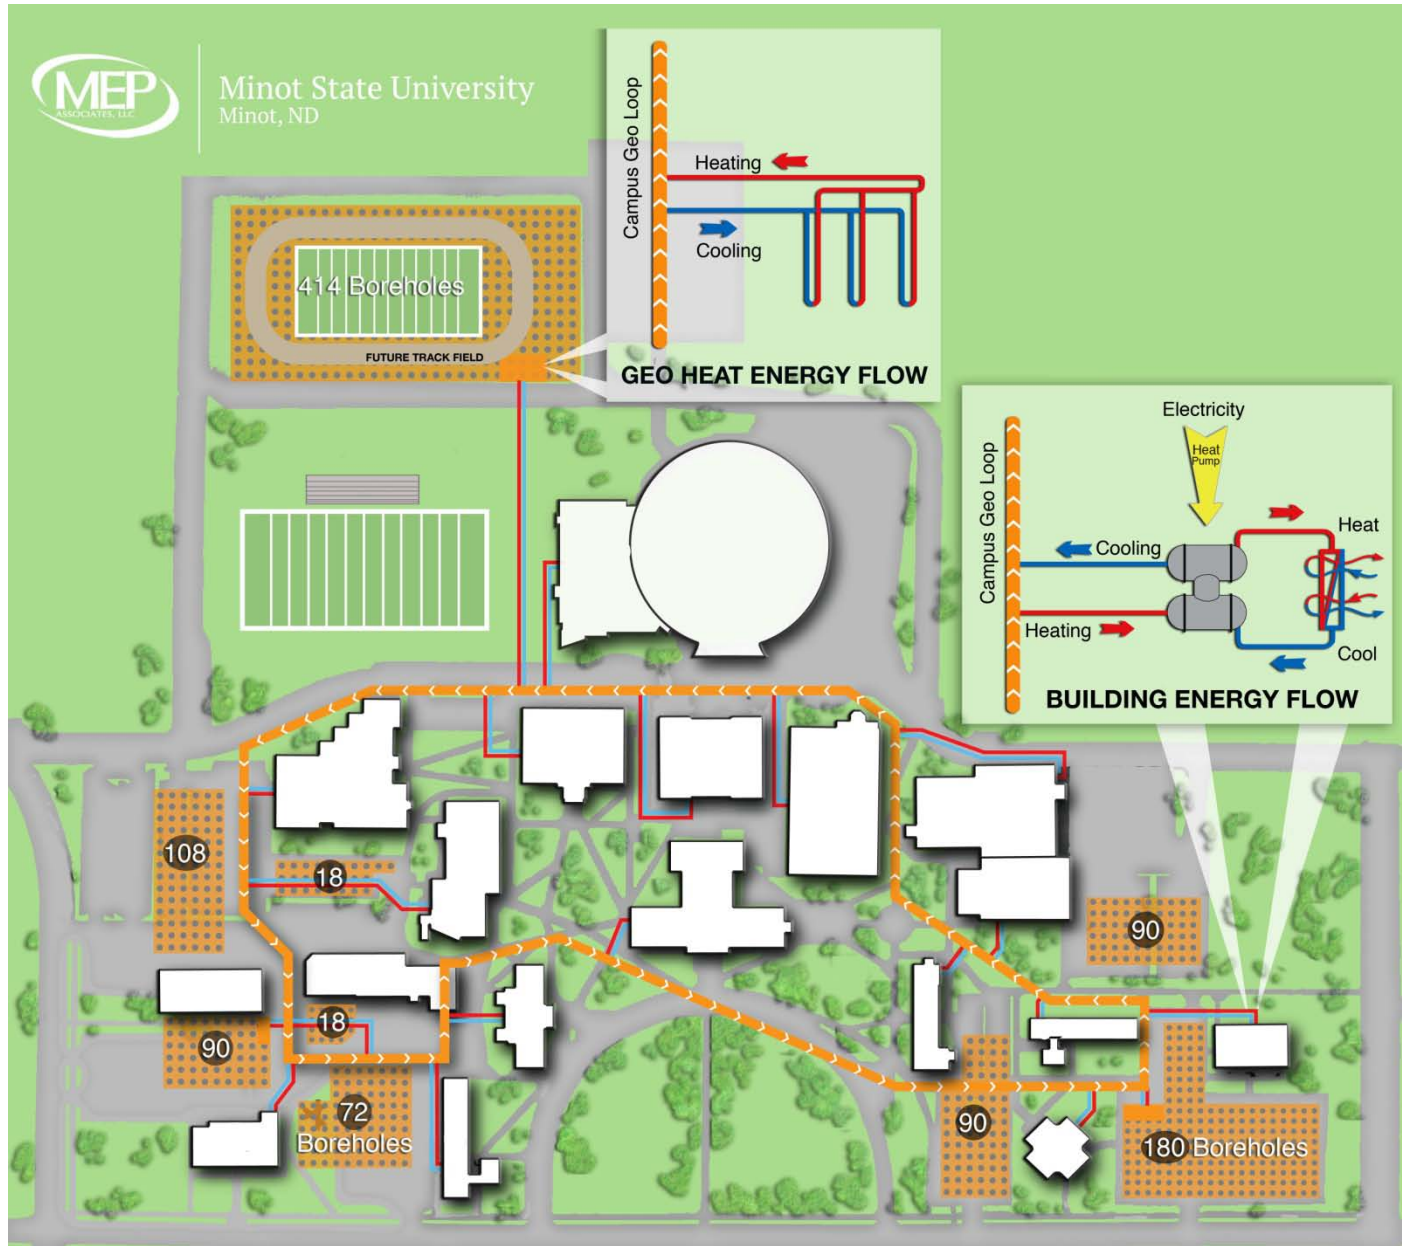 MEP
ASSOCIATES, LLC
Minot State University
Minot, ND
Campus Geo Loop
Heating
Cooling
GEO HEAT ENERGY FLOW
414 Boreholes
FUTURE TRACK FIELD
Electricity
Heat
Pump
Campus Geo Loop
Cooling
Heat
Heating
Cool
BUILDING ENERGY FLOW
108
18
90
18
90
72
Boreholes
90
180 Boreholes